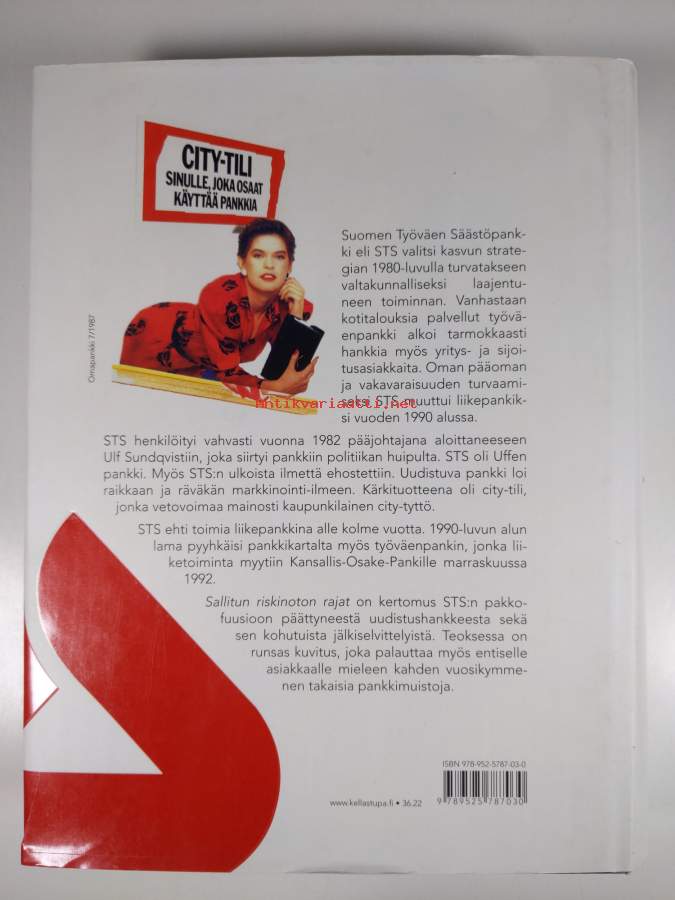 CITY-TILI
SINULLE, JOKA OSAAT
KÄYTTÄÄ PANKKIA
Omapankki 7/1987
Suomen Työväen Säästöpank-
ki eli STS valitsi kasvun strate-
gian 1980-luvulla turvatakseen
valtakunnalliseksi laajentu-
neen toiminnan. Vanhastaan
kotitalouksia palvellut työvä-
enpankki alkoi tarmokkaasti
hankkia myös yritys- ja sijoi-
tusasiakkaita. Oman pääoman
ja vakavaraisuuden turvaami-
seksi STS muuttui liikepankik-
si vuoden 1990 alussa.
antikvariaatti.net
STS henkilöityi vahvasti vuonna 1982 pääjohtajana aloittaneeseen
Ulf Sundqvistiin, joka siirtyi pankkiin politiikan huipulta. STS oli Uffen
pankki. Myös STS:n ulkoista ilmettä ehostettiin. Uudistuva pankki loi
raikkaan ja räväkän markkinointi-ilmeen. Kärkituotteena oli city-tili,
jonka vetovoimaa mainosti kaupunkilainen city-tyttö.
STS ehti toimia liikepankkina alle kolme vuotta. 1990-luvun alun
lama pyyhkäisi pankkikartalta myös työväenpankin, jonka lii-
ketoiminta myytiin Kansallis-Osake-Pankille marraskuussa
1992.
Sallitun riskinoton rajat on kertomus STS:n pakko-
fuusioon päättyneestä uudistushankkeesta sekä
sen kohutuista jälkiselvittelyistä. Teoksessa on
runsas kuvitus, joka palauttaa myös entiselle
asiakkaalle mieleen kahden vuosikymme-
nen takaisia pankkimuistoja.
ISBN 978-952-5787-03-0
www.kellastupa.fi • 36.22
9 789525 787030